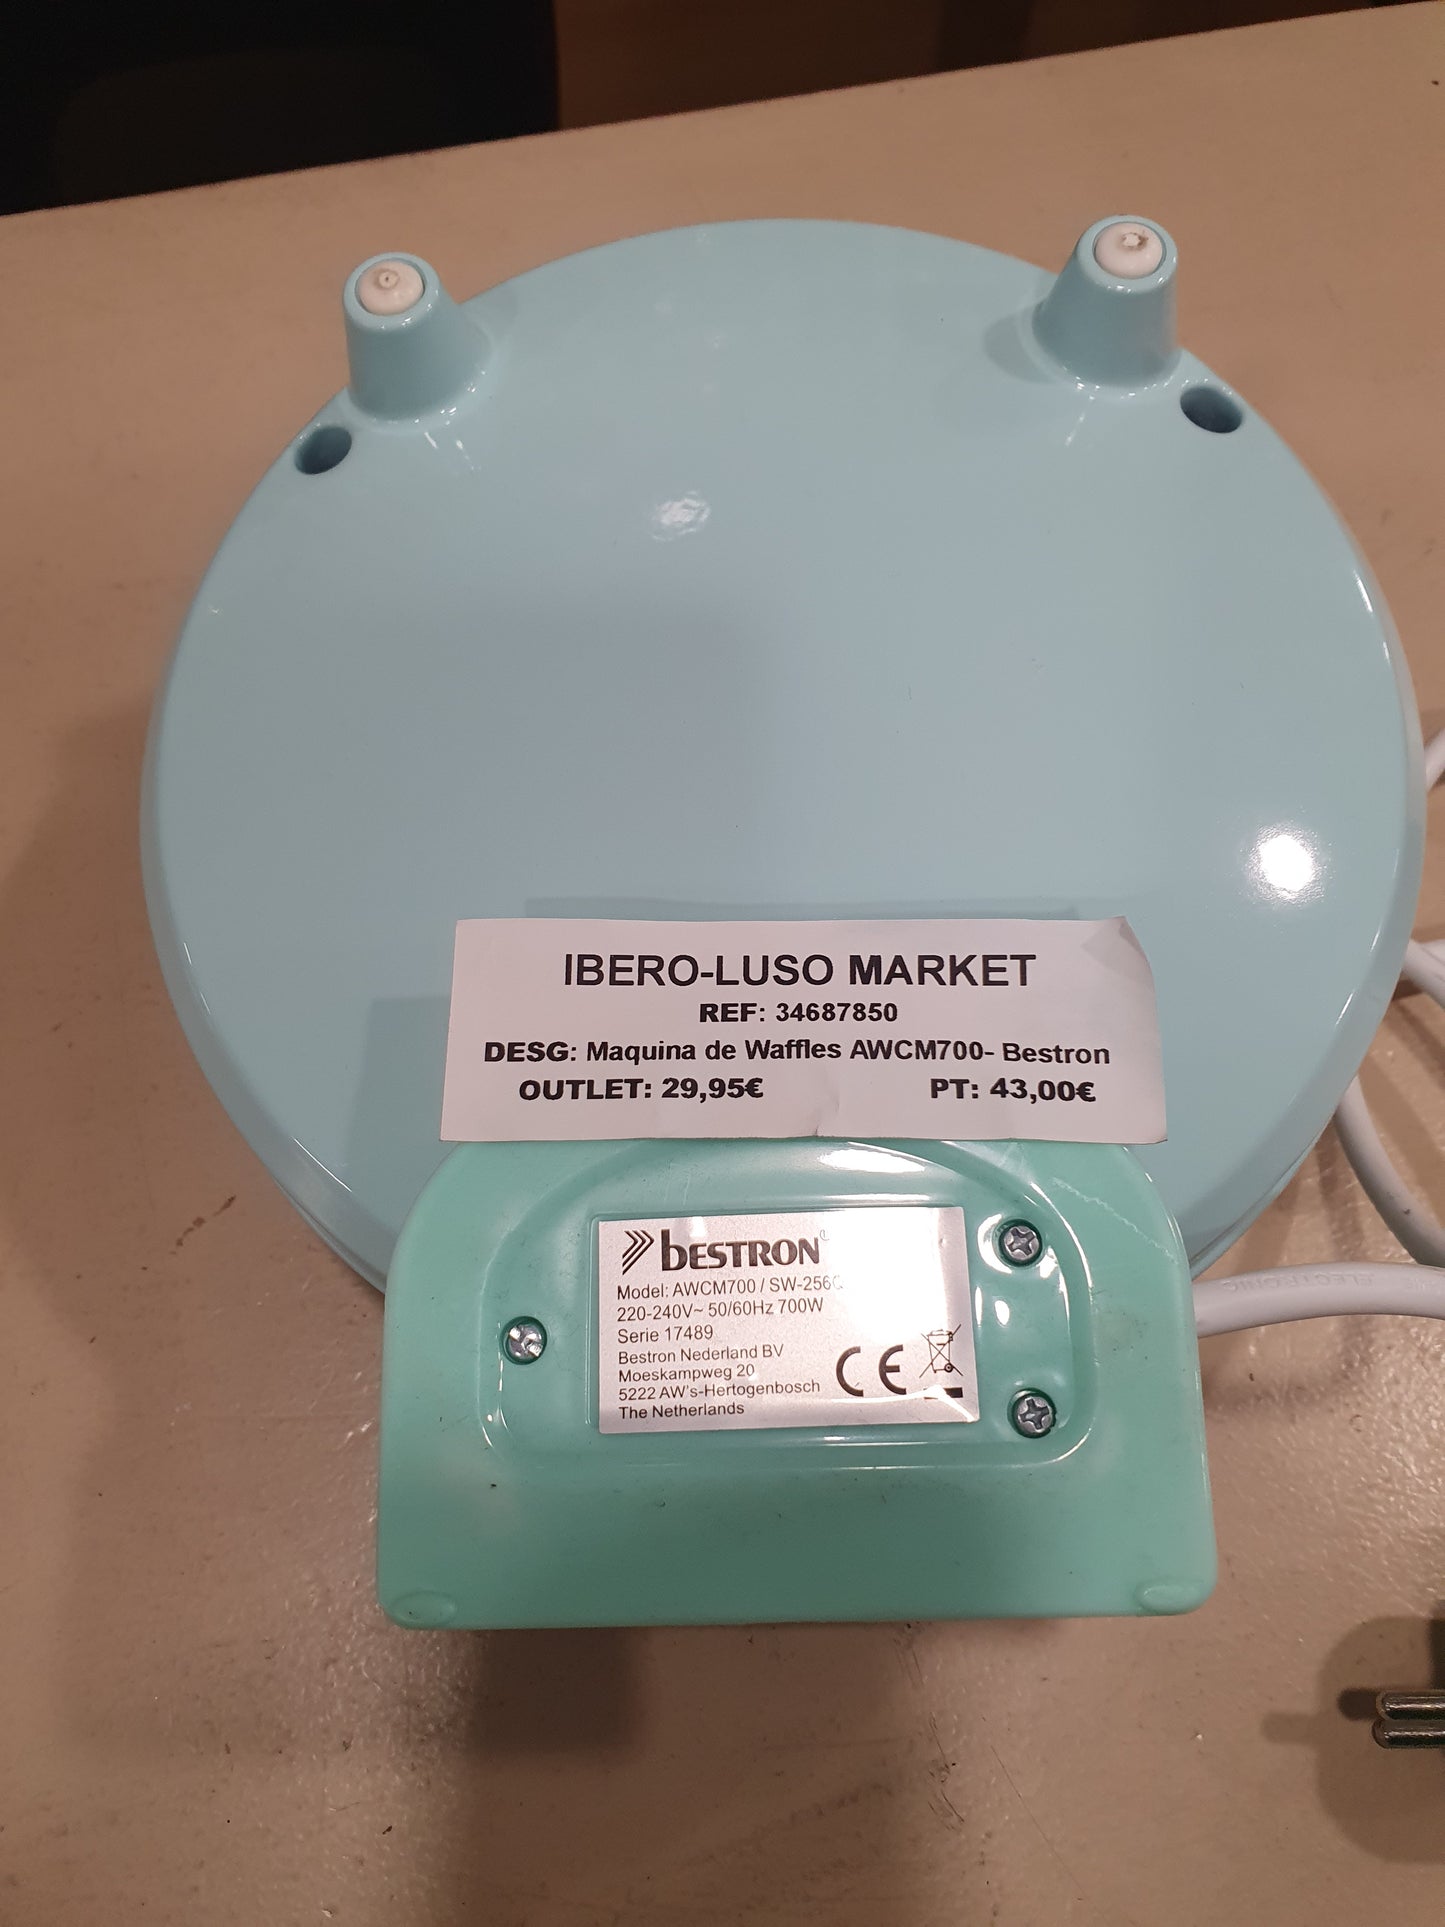 IBERO-LUSO MARKET
REF: 34687850
DESG: Maquina de Waffles AWCM700- Bestron
OUTLET: 29,95€ PT: 43,00€
BESTRON
Model: AWCM700 / SW-256
220-240V~ 50/60Hz 700W
Serie 17489
Bestron Nederland BV
Moeskampweg 20
5222 AW's-Hertogenbosch
The Netherlands
CE